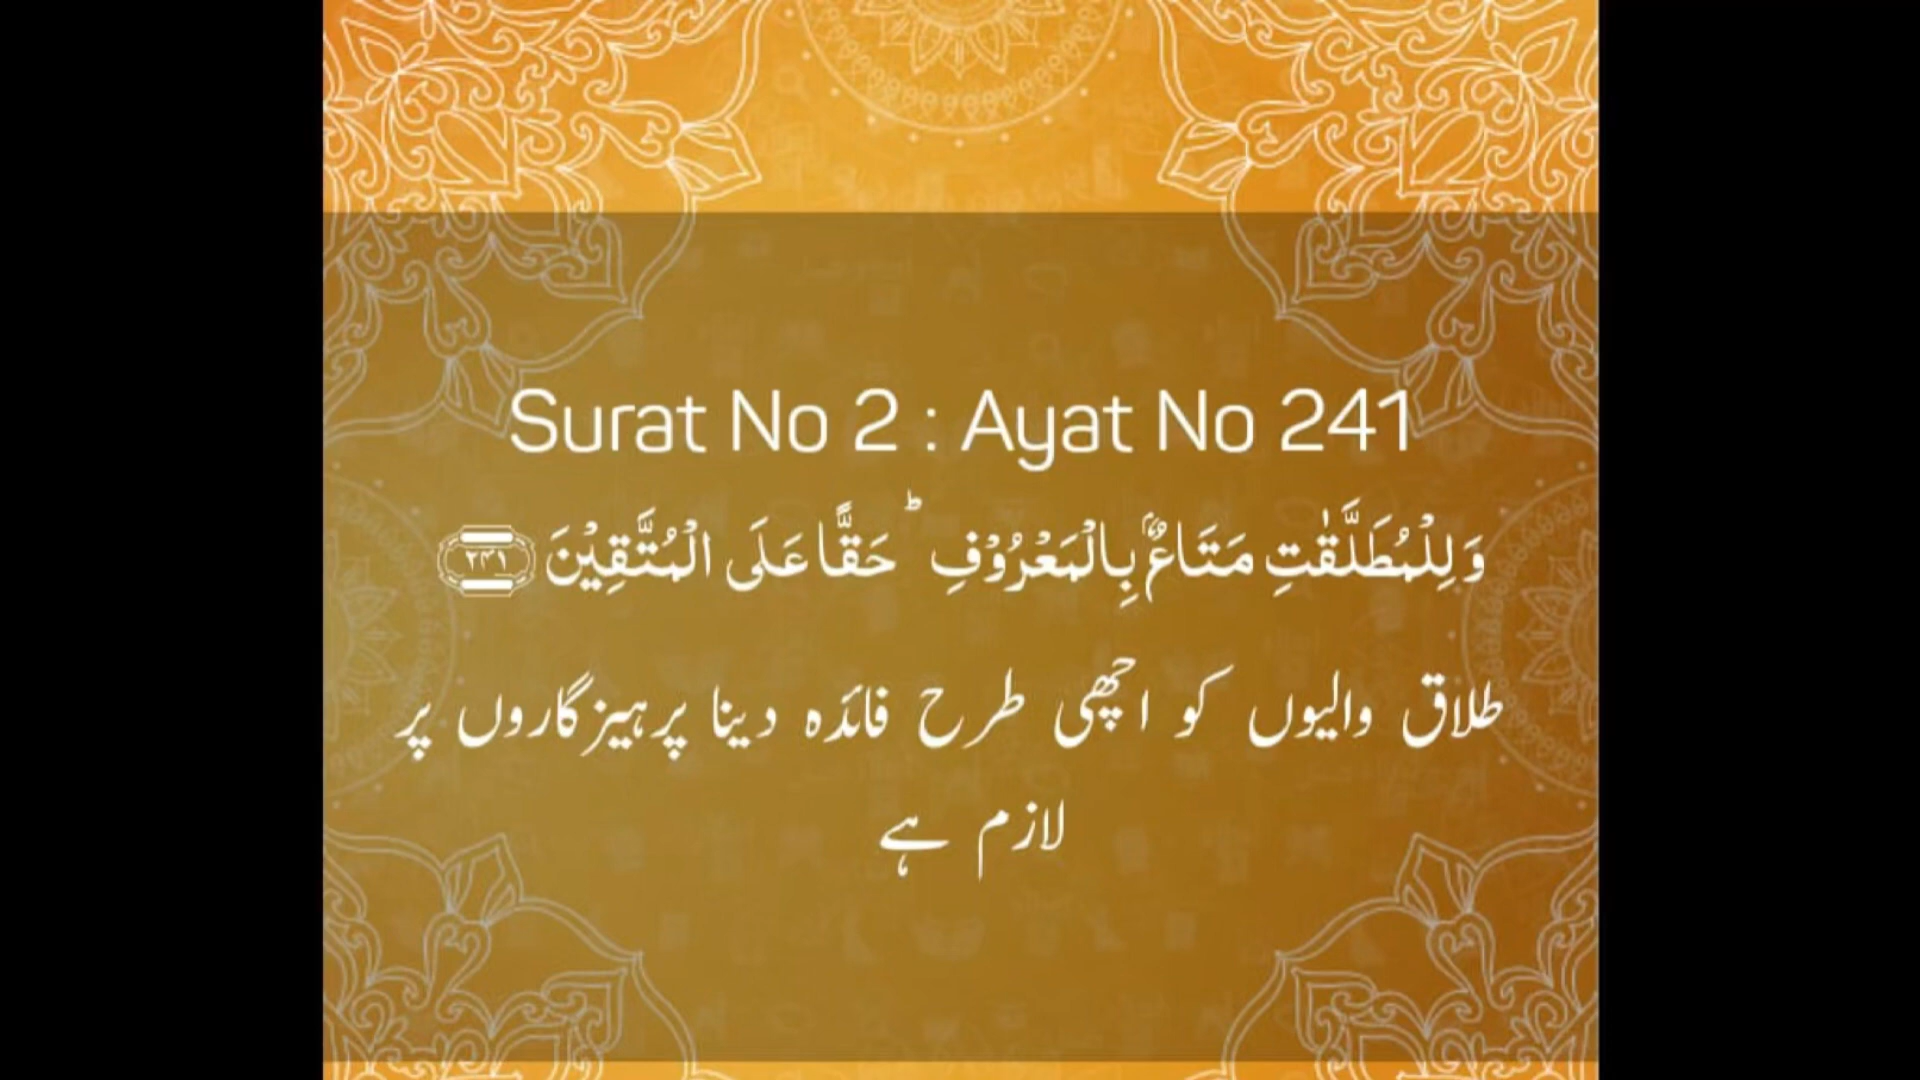 Surat No 2 : Ayat No 241
وَلِلْمُطَلَّقٰتِ مَتَاعٌۢ بِالْمَعْرُوْفِ ؕ حَقًّا عَلَی الْمُتَّقِیْنَ ﴿۲۴۱﴾
طلاق والیوں کو اچھی طرح فائدہ دینا پرہیزگاروں پر
لازم ہے